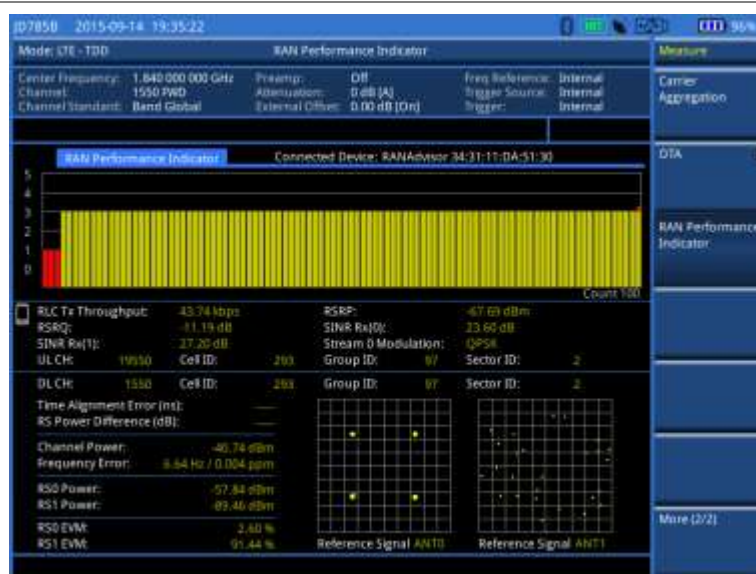 JD785B 2015-09-14 19:35:22 96%
Mode: LTE - TDD RAN Performance Indicator
Center Frequency: 1.840 000 000 GHz Preamp: Off Freq Reference: Internal
Channel: 1550 FWD Attenuation: 0 dB [A] Trigger Source: Internal
Channel Standard: Band Global External Offset: 0.00 dB [On] Trigger: Internal
RAN Performance Indicator Connected Device: RANAdvisor 34:31:11:DA:51:30
5
4
3
2
1
0
Count 100
RLC Tx Throughput: 43.74 kbps RSRP: -67.69 dBm
RSRQ: -11.19 dB SINR Rx(0): 23.60 dB
SINR Rx(1): 27.20 dB Stream 0 Modulation: QPSK
UL CH: 19550 Cell ID: 293 Group ID: 97 Sector ID: 2
DL CH: 1550 Cell ID: 293 Group ID: 97 Sector ID: 2
Time Alignment Error (ns):
RS Power Difference (dB):
Channel Power: -46.74 dBm
Frequency Error: 6.64 Hz / 0.004 ppm
RS0 Power: -57.84 dBm
RS1 Power: -89.46 dBm
RS0 EVM: 2.60 %
RS1 EVM: 91.44 %
Reference Signal ANT0 Reference Signal ANT1
Measure
Carrier
Aggregation
OTA
RAN Performance
Indicator
More (2/2)